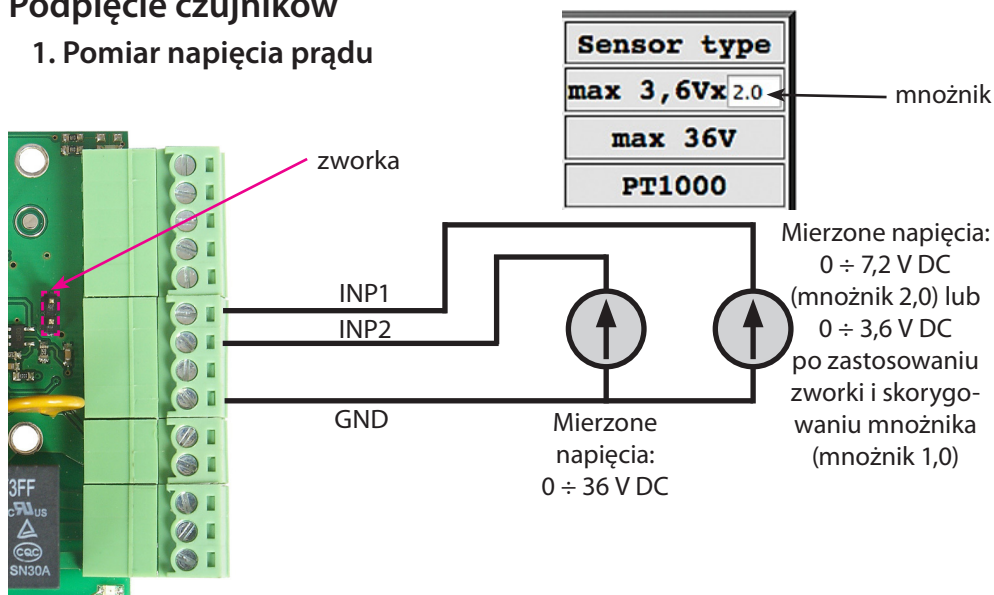 Podpięcie czujników
1. Pomiar napięcia prądu
Sensor type
max 3,6Vx 2.0
mnożnik
max 36V
PT1000
zworka
INP1
INP2
GND
Mierzone
napięcia:
0 ÷ 36 V DC
Mierzone napięcia:
0 ÷ 7,2 V DC
(mnożnik 2,0) lub
0 ÷ 3,6 V DC
po zastosowaniu
zworki i skorygo-
waniu mnożnika
(mnożnik 1,0)
3FF
c RU US
CQC
SN30A